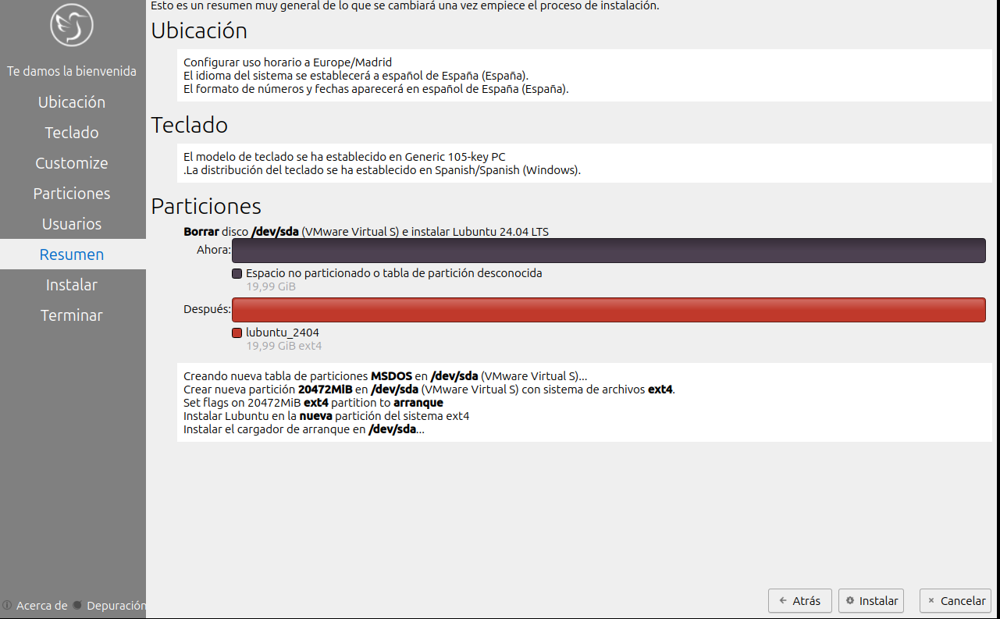 Esto es un resumen muy general de lo que se cambiará una vez empiece el proceso de instalación.
Te damos la bienvenida
Ubicación
Teclado
Customize
Particiones
Usuarios
Resumen
Instalar
Terminar
Acerca de
Depuración
Ubicación
Configurar uso horario a Europe/Madrid
El idioma del sistema se establecerá a español de España (España).
El formato de números y fechas aparecerá en español de España (España).
Teclado
El modelo de teclado se ha establecido en Generic 105-key PC
.La distribución del teclado se ha establecido en Spanish/Spanish (Windows).
Particiones
Borrar disco /dev/sda (VMware Virtual S) e instalar Lubuntu 24.04 LTS
Ahora:
Espacio no particionado o tabla de partición desconocida
19,99 GiB
Después:
lubuntu_2404
19,99 GiB ext4
Creando nueva tabla de particiones MSDOS en /dev/sda (VMware Virtual S)...
Crear nueva partición 20472MiB en /dev/sda (VMware Virtual S) con sistema de archivos ext4.
Set flags on 20472MiB ext4 partition to arranque
Instalar Lubuntu en la nueva partición del sistema ext4
Instalar el cargador de arranque en /dev/sda...
Atrás
Instalar
Cancelar